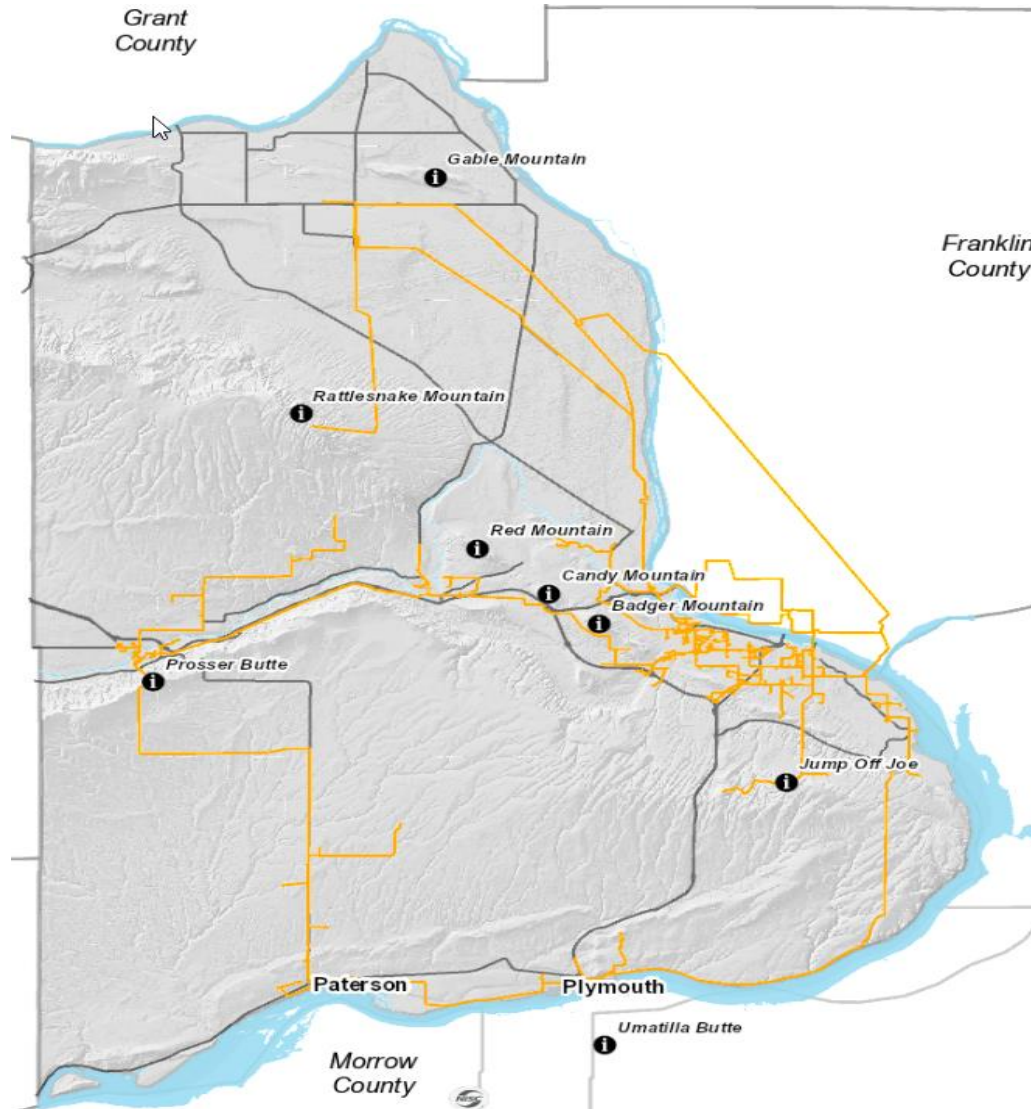 Grant
County
Gable Mountain
Franklin
County
Rattlesnake Mountain
Red Mountain
Candy Mountain
Badger Mountain
Prosser Butte
Jump Off Joe
Paterson
Plymouth
Umatilla Butte
Morrow
County